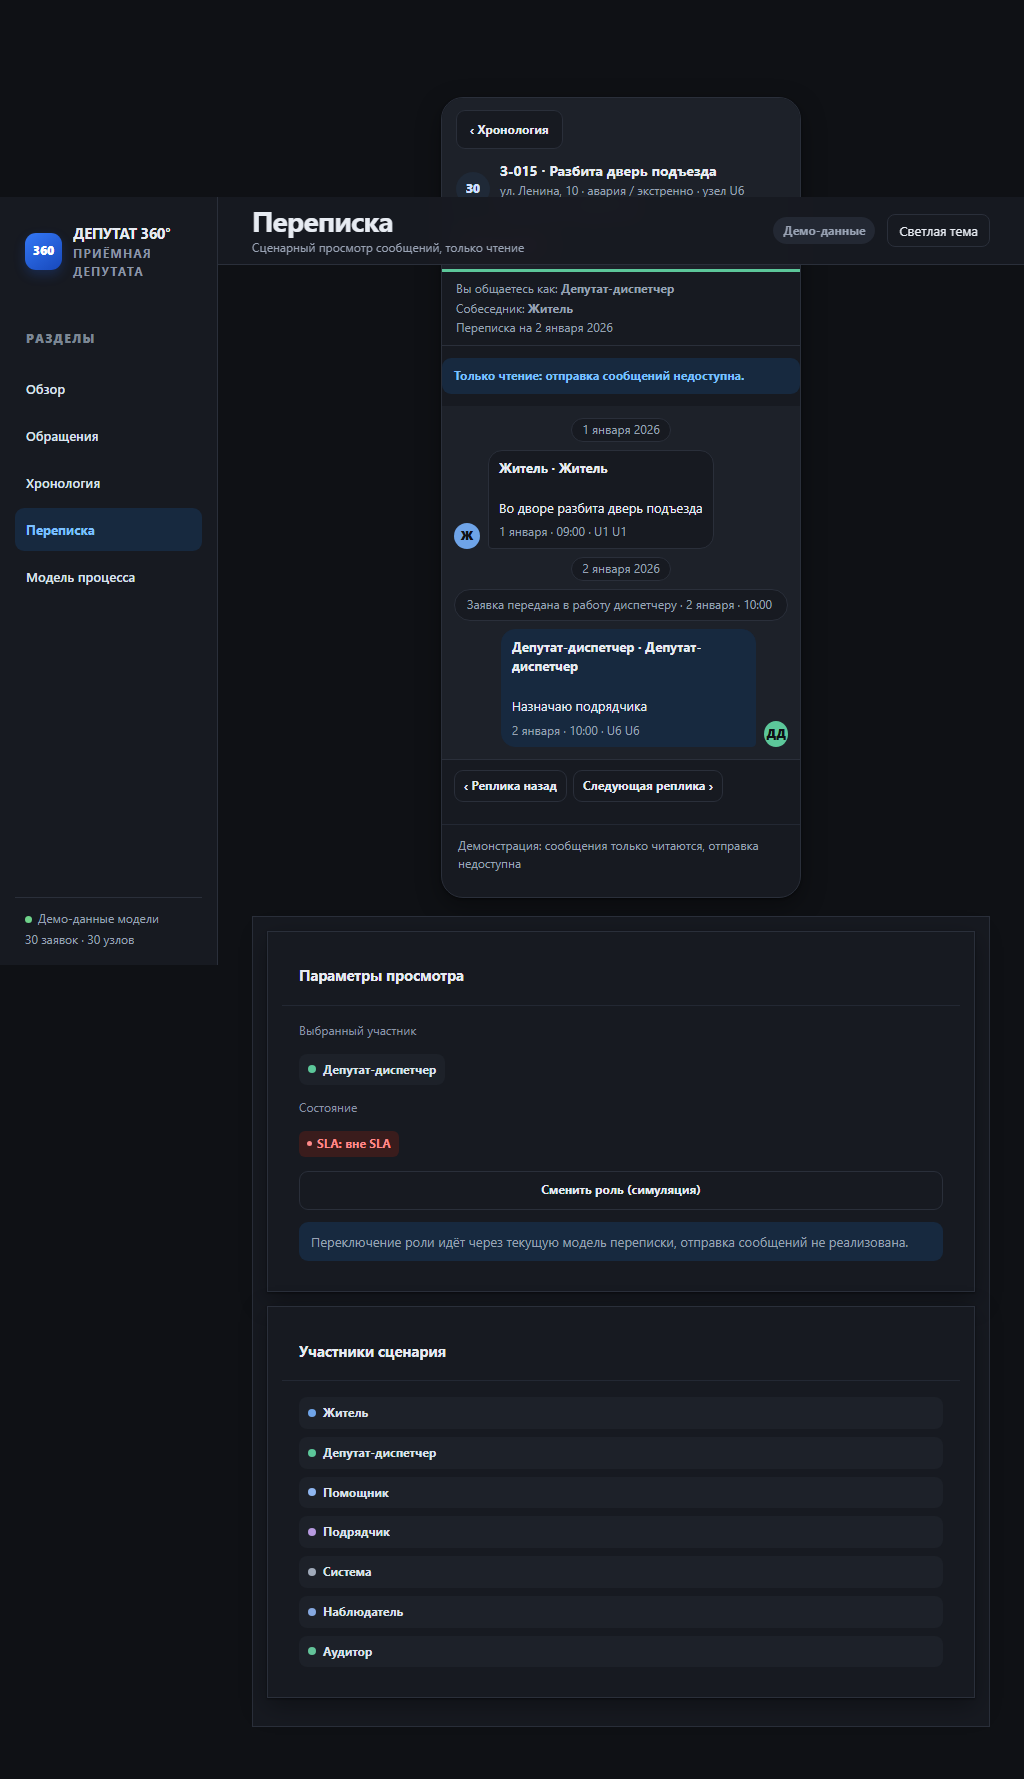 ‹ Хронология
30
З-015 · Разбита дверь подъезда
ул. Ленина, 10 · авария / экстренно · узел U6
360
ДЕПУТАТ 360°
ПРИЁМНАЯ
ДЕПУТАТА
Переписка
Сценарный просмотр сообщений, только чтение
Демо-данные
Светлая тема
РАЗДЕЛЫ
Обзор
Обращения
Хронология
Переписка
Модель процесса
Демо-данные модели
30 заявок · 30 узлов
Вы общаетесь как: Депутат-диспетчер
Собеседник: Житель
Переписка на 2 января 2026
Только чтение: отправка сообщений недоступна.
1 января 2026
Житель · Житель
Во дворе разбита дверь подъезда
1 января · 09:00 · U1 U1
Ж
2 января 2026
Заявка передана в работу диспетчеру · 2 января · 10:00
Депутат-диспетчер · Депутат-
диспетчер
Назначаю подрядчика
2 января · 10:00 · U6 U6
ДД
‹ Реплика назад
Следующая реплика ›
Демонстрация: сообщения только читаются, отправка
недоступна
Параметры просмотра
Выбранный участник
Депутат-диспетчер
Состояние
SLA: вне SLA
Сменить роль (симуляция)
Переключение роли идёт через текущую модель переписки, отправка сообщений не реализована.
Участники сценария
Житель
Депутат-диспетчер
Помощник
Подрядчик
Система
Наблюдатель
Аудитор